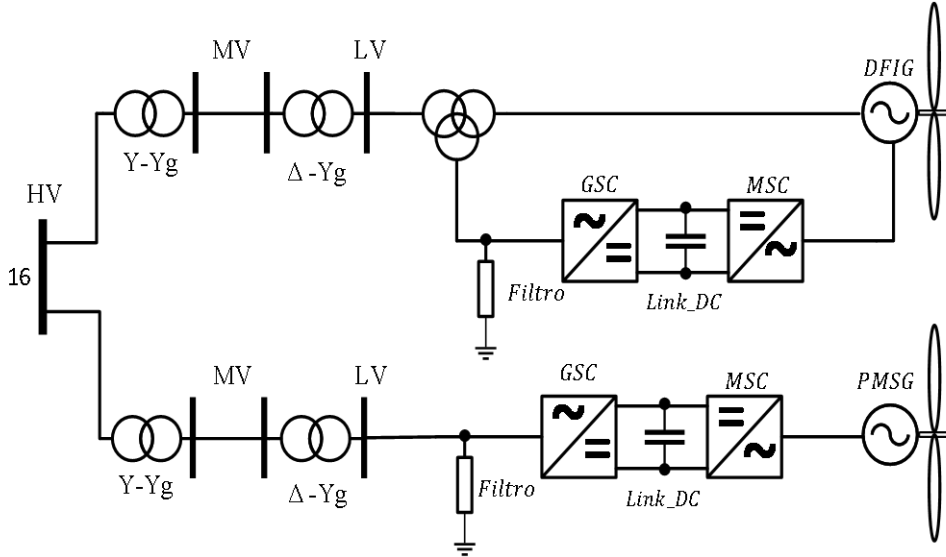 MV
LV
DFIG
Y-Yg
Δ-Yg
GSC
MSC
HV
16
Filtro
Link_DC
MV
LV
GSC
MSC
PMSG
Y-Yg
Δ-Yg
Filtro
Link_DC